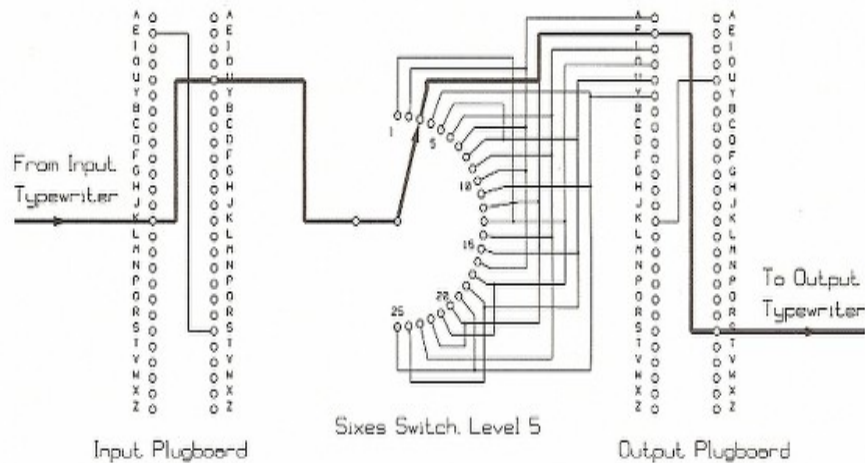 A A A A
E E E E
I I I I
O O O O
U U U U
Y Y Y Y
B B B B
C C C C
D D D D
F F F F
G G G G
H H H H
J J J J
K K K K
L L L L
M M M M
N N N N
P P P P
Q Q Q Q
R R R R
S S S S
T T T T
V V V V
W W W W
X X X X
Z Z Z Z
From Input
Typewriter
1
5
10
15
20
25
To Output
Typewriter
Input Plugboard
Sixes Switch. Level 5
Output Plugboard